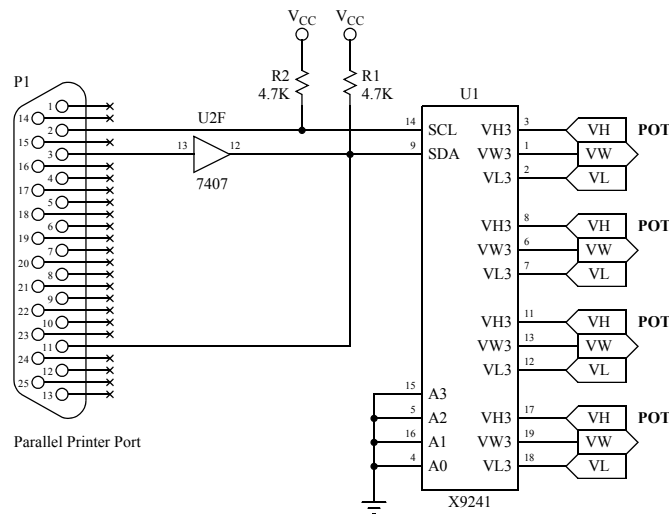 VCC VCC
P1
R2 R1
4.7K 4.7K
U1
U2F
7407
13 12
1
14
2
15
3
16
4
17
5
18
6
19
7
20
8
21
9
22
10
23
11
24
12
25
13
Parallel Printer Port
14 SCL VH3 3 VH POT
9 SDA VW3 1 VW
VL3 2 VL
VH3 8 VH POT
VW3 6 VW
VL3 7 VL
VH3 11 VH POT
VW3 13 VW
VL3 12 VL
15 A3
5 A2 VH3 17 VH POT
16 A1 VW3 19 VW
4 A0 VL3 18 VL
X9241